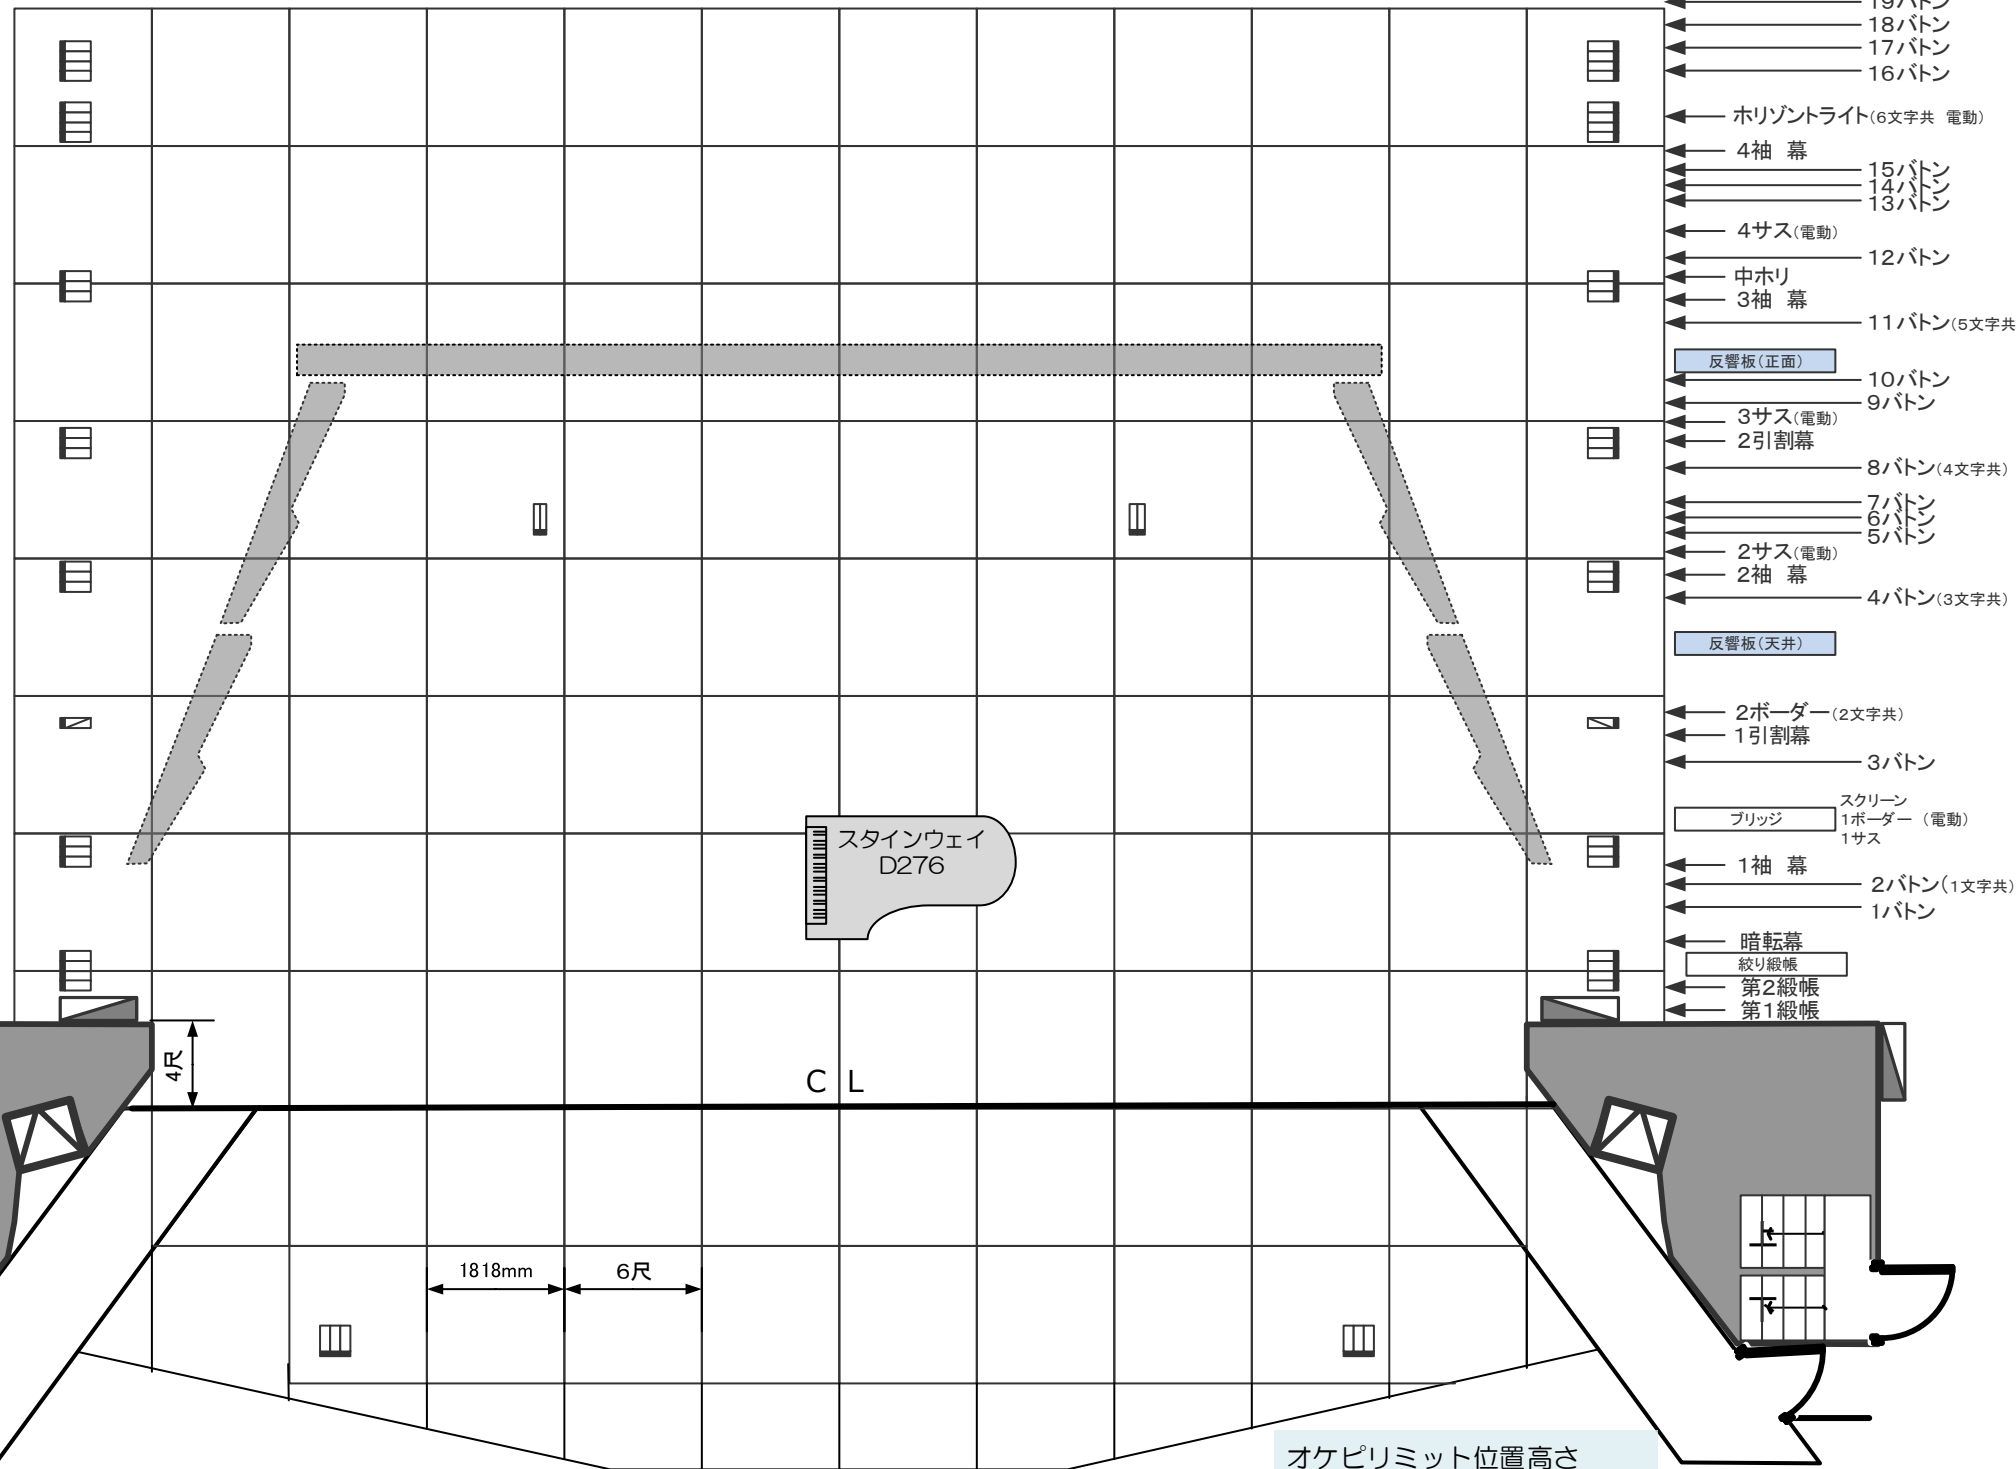 19バトン
18バトン
17バトン
16バトン
ホリゾントライト(6文字共 電動)
4袖 幕
15バトン
14バトン
13バトン
4サス(電動)
12バトン
中ホリ
3袖 幕
11バトン(5文字共
反響板(正面)
10バトン
9バトン
3サス(電動)
2引割幕
8バトン(4文字共)
7バトン
6バトン
5バトン
2サス(電動)
2袖 幕
4バトン(3文字共)
反響板(天井)
2ボーダー(2文字共)
1引割幕
3バトン
スクリーン
ブリッジ
1ボーダー (電動)
1サス
スタインウェイ
D276
1袖 幕
2バトン(1文字共)
1バトン
暗転幕
絞り緞帳
第2緞帳
第1緞帳
4尺
C L
1818mm
6尺
上
上
オケピリミット位置高さ